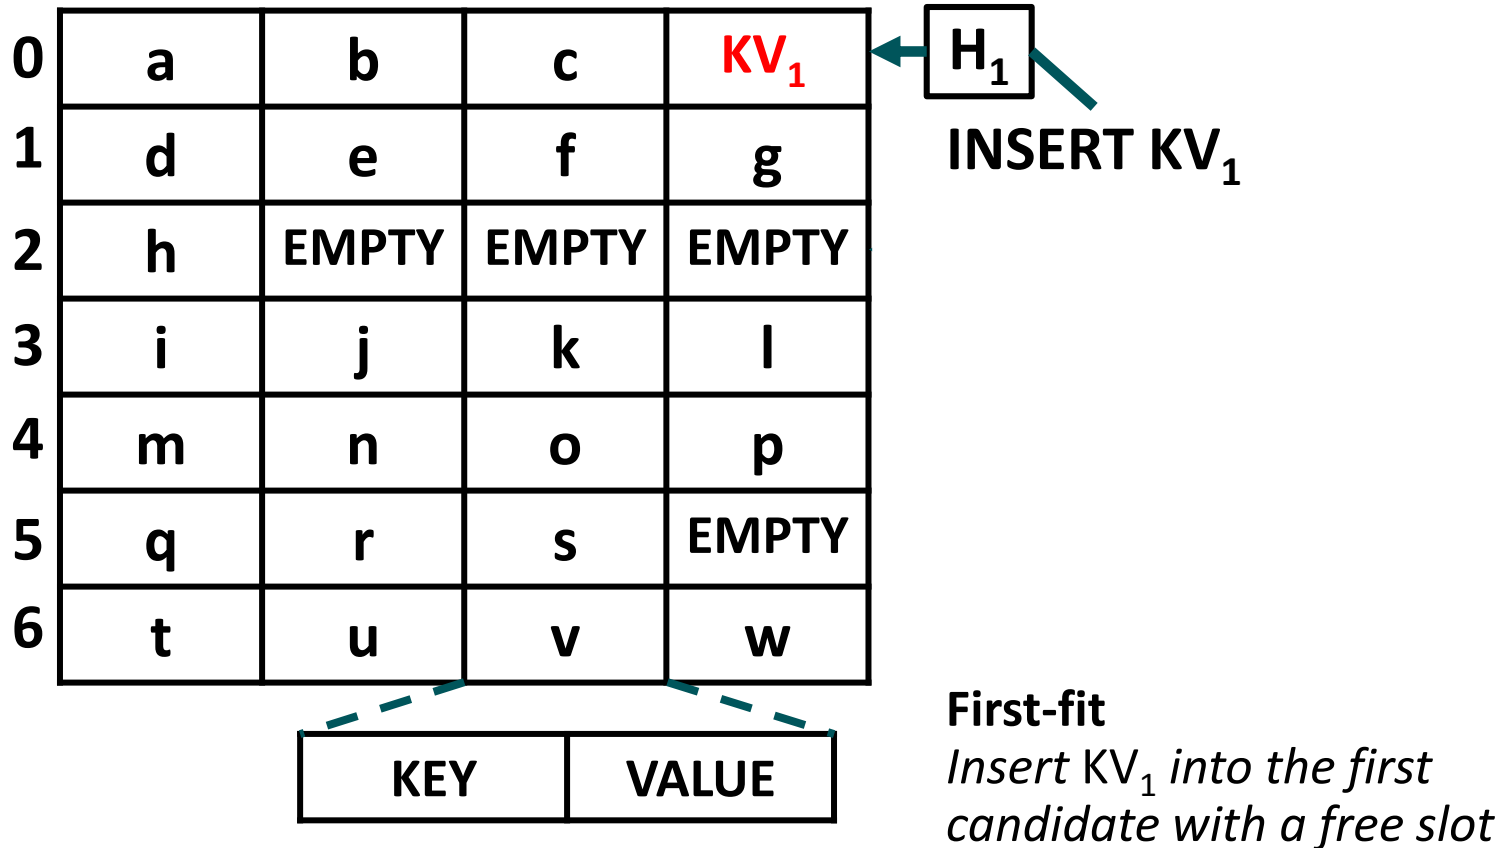 0 a b c KV₁ H₁
1 d e f g INSERT KV₁
2 h EMPTY EMPTY EMPTY
3 i j k l
4 m n o p
5 q r s EMPTY
6 t u v w
KEY VALUE
First-fit
Insert KV₁ into the first
candidate with a free slot